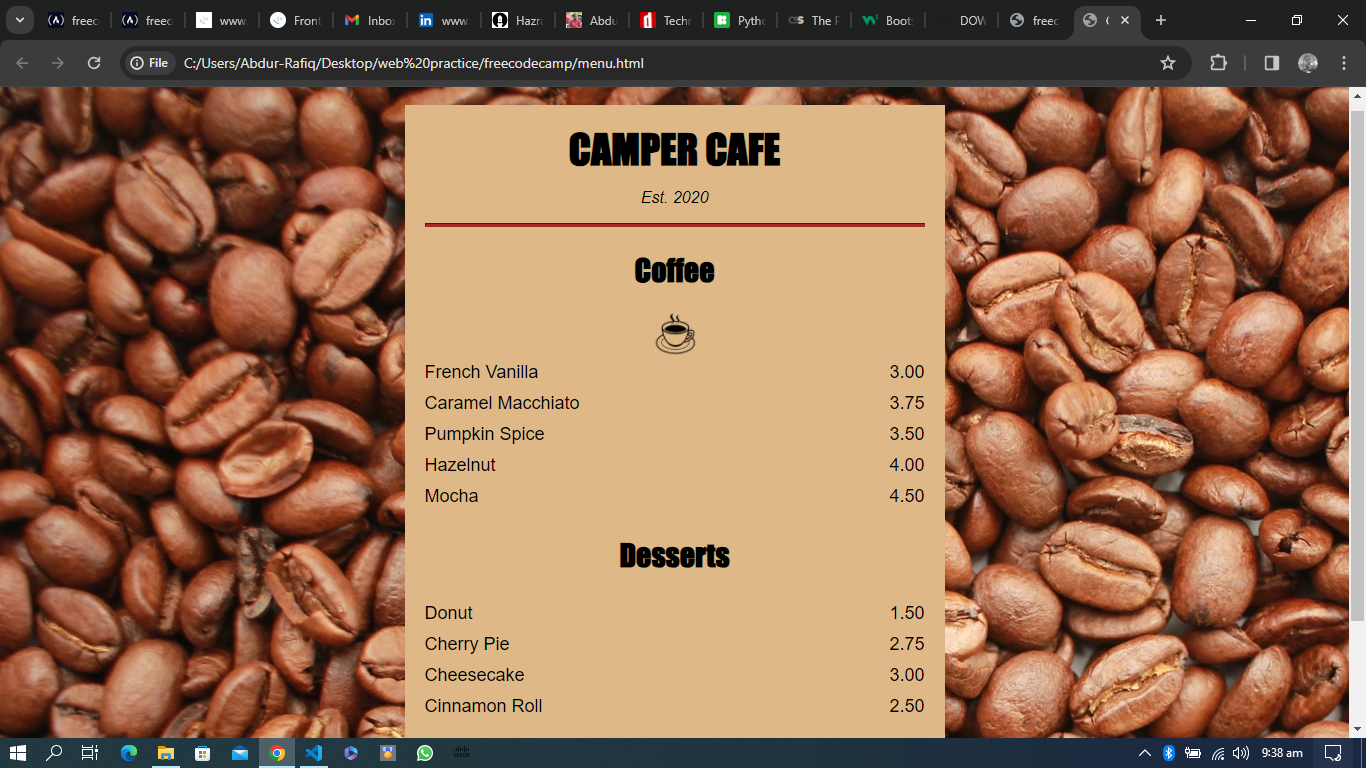 freec
freec
www.
Front
Inbox
www.
Hazra
Abdu
Techr
Pytho
CSS The F
Boots
DOW
freec
File C:/Users/Abdur-Rafiq/Desktop/web%20practice/freecodecamp/menu.html
CAMPER CAFE
Est. 2020
Coffee
French Vanilla 3.00
Caramel Macchiato 3.75
Pumpkin Spice 3.50
Hazelnut 4.00
Mocha 4.50
Desserts
Donut 1.50
Cherry Pie 2.75
Cheesecake 3.00
Cinnamon Roll 2.50
9:38 am